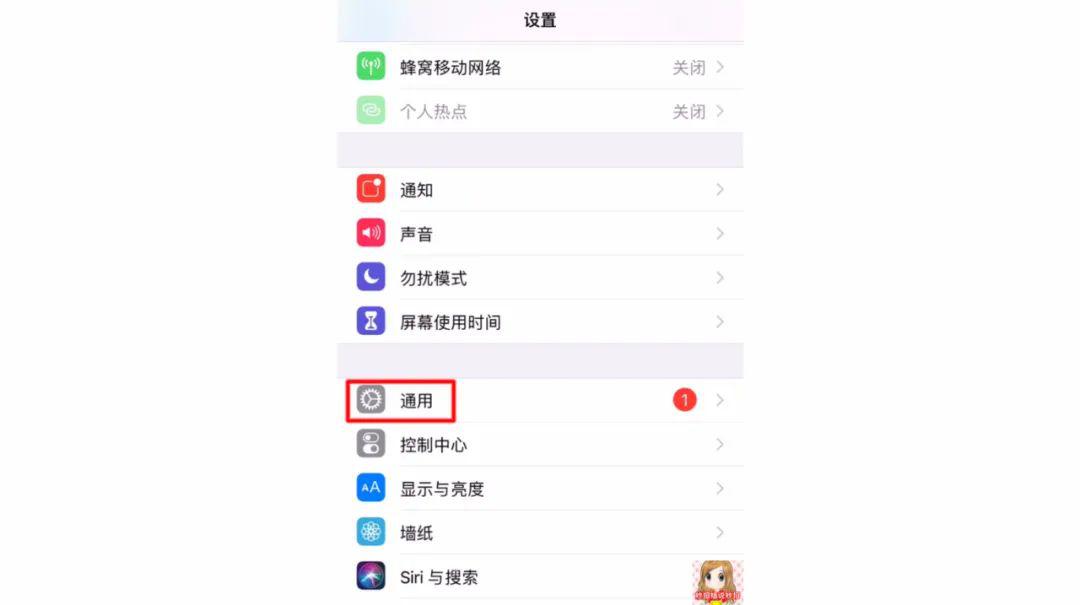 设置
蜂窝移动网络 关闭
个人热点 关闭
通知
声音
勿扰模式
屏幕使用时间
通用 1
控制中心
AA 显示与亮度
墙纸
Siri 与搜索